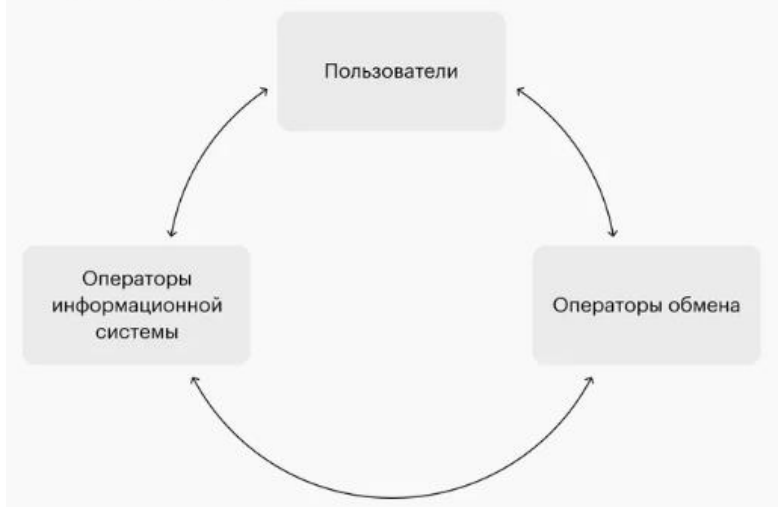 Пользователи
Операторы
информационной
системы
Операторы обмена